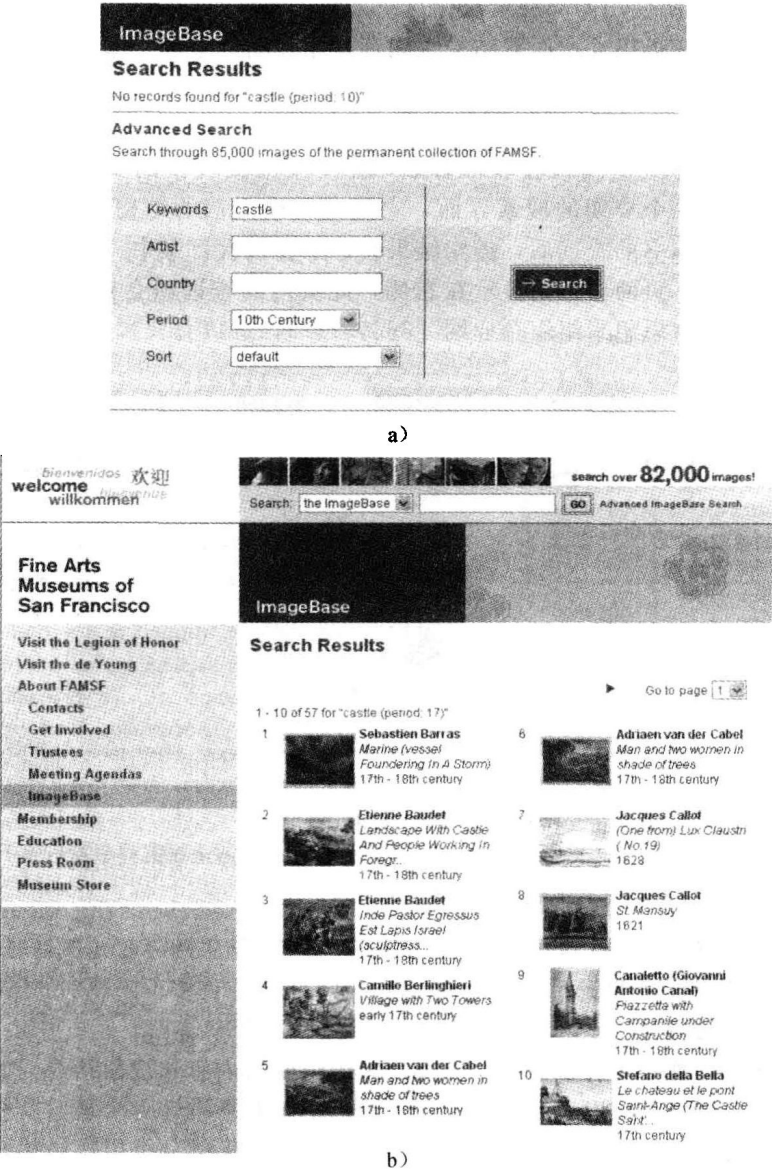 ImageBase
Search Results
No records found for "castle (period: 10)"
Advanced Search
Search through 85,000 images of the permanent collection of FAMSF.
Keywords castle
Artist
Country
Period 10th Century
Sort default
→ Search
a)
bienvenidos 欢迎
welcome
willkommen bienvenue
search over 82,000 images!
Search: the ImageBase GO Advanced ImageBase Search
Fine Arts
Museums of
San Francisco
ImageBase
Visit the Legion of Honor
Visit the de Young
About FAMSF
Contacts
Get Involved
Trustees
Meeting Agendas
ImageBase
Membership
Education
Press Room
Museum Store
Search Results
Go to page 1
1 - 10 of 57 for "castle (period: 17)"
1 Sebastien Barras
Marine (vessel
Foundering In A Storm)
17th - 18th century
2 Etienne Baudet
Landscape With Castle
And People Working In
Foregr...
17th - 18th century
3 Etienne Baudet
Inde Pastor Egressus
Est Lapis Israel
(sculptress...
17th - 18th century
4 Camillo Berlinghieri
Village with Two Towers
early 17th century
5 Adriaen van der Cabel
Man and two women in
shade of trees
17th - 18th century
6 Adriaen van der Cabel
Man and two women in
shade of trees
17th - 18th century
7 Jacques Callot
(One from) Lux Claustri
( No.19)
1628
8 Jacques Callot
St. Mansuy
1621
9 Canaletto (Giovanni
Antonio Canal)
Piazzetta with
Campanile under
Construction
17th - 18th century
10 Stefano della Bella
Le chateau et le pont
Saint-Ange (The Castle
Saint'...
17th century
b)